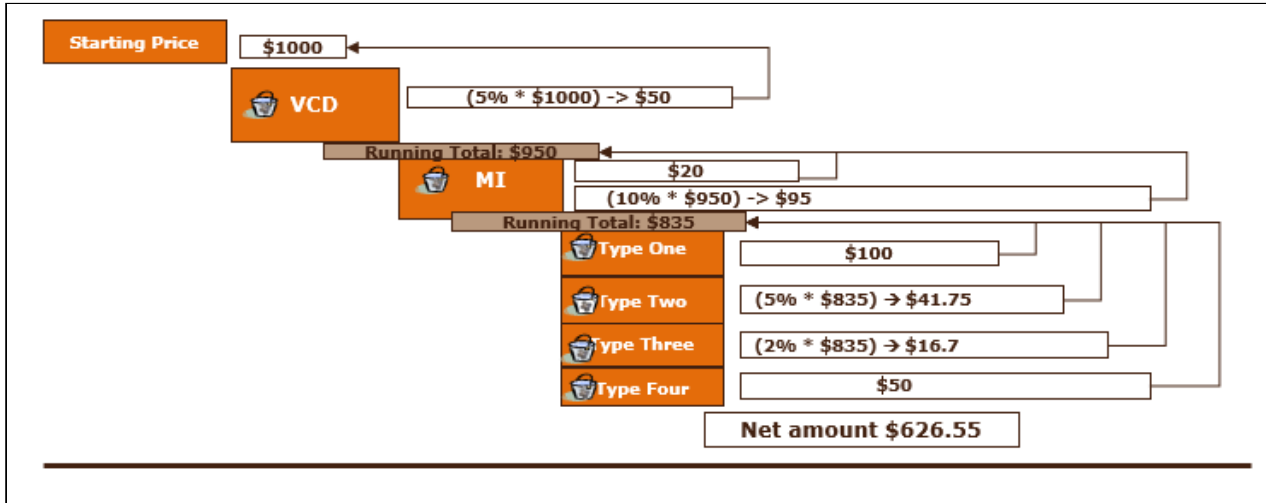 Starting Price
$1000
VCD
(5% * $1000) -> $50
Running Total: $950
MI
$20
(10% * $950) -> $95
Running Total: $835
Type One
$100
Type Two
(5% * $835) → $41.75
Type Three
(2% * $835) → $16.7
Type Four
$50
Net amount $626.55